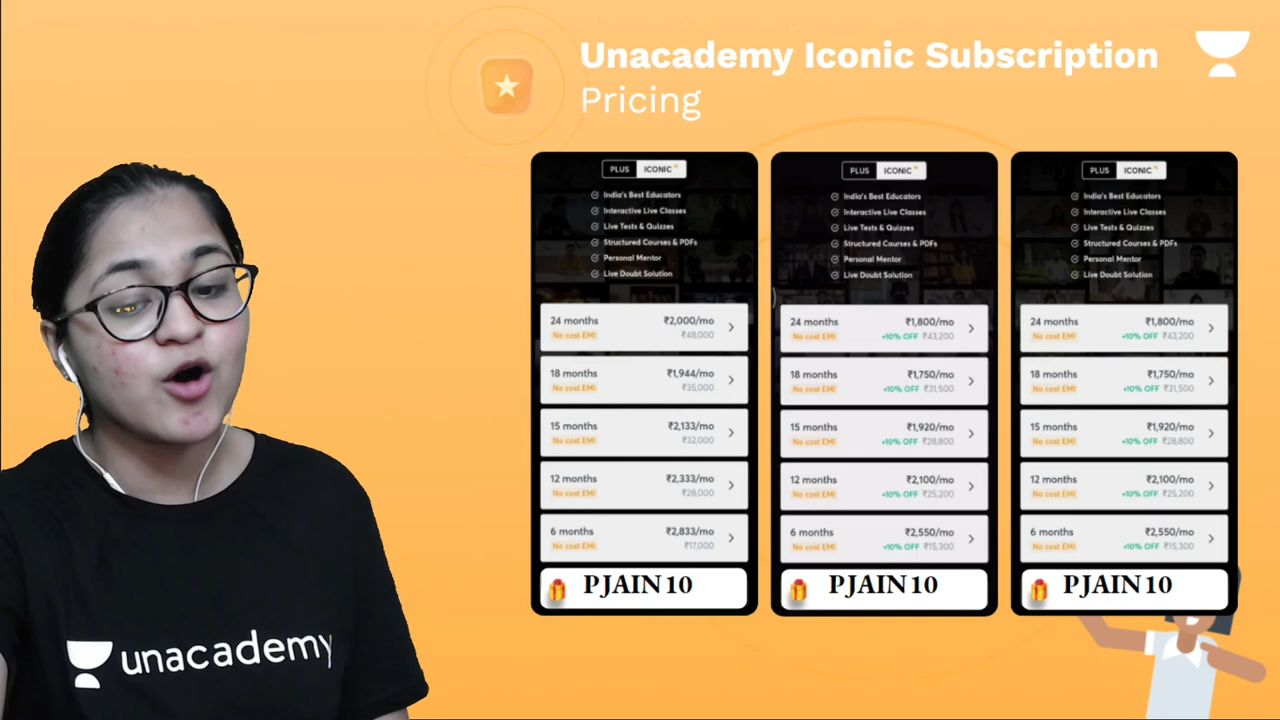 Unacademy Iconic Subscription
Pricing
PLUS ICONIC
India's Best Educators
Interactive Live Classes
Live Tests & Quizzes
Structured Courses & PDFs
Personal Mentor
Live Doubt Solution
24 months ₹2,000/mo
No cost EMI ₹48,000
18 months ₹1,944/mo
No cost EMI ₹35,000
15 months ₹2,133/mo
No cost EMI ₹32,000
12 months ₹2,333/mo
No cost EMI ₹28,000
6 months ₹2,833/mo
No cost EMI ₹17,000
PJAIN10
PLUS ICONIC
India's Best Educators
Interactive Live Classes
Live Tests & Quizzes
Structured Courses & PDFs
Personal Mentor
Live Doubt Solution
24 months ₹1,800/mo
No cost EMI +10% OFF ₹43,200
18 months ₹1,750/mo
No cost EMI +10% OFF ₹31,500
15 months ₹1,920/mo
No cost EMI +10% OFF ₹28,800
12 months ₹2,100/mo
No cost EMI +10% OFF ₹25,200
6 months ₹2,550/mo
No cost EMI +10% OFF ₹15,300
PJAIN10
PLUS ICONIC
India's Best Educators
Interactive Live Classes
Live Tests & Quizzes
Structured Courses & PDFs
Personal Mentor
Live Doubt Solution
24 months ₹1,800/mo
No cost EMI +10% OFF ₹43,200
18 months ₹1,750/mo
No cost EMI +10% OFF ₹31,500
15 months ₹1,920/mo
No cost EMI +10% OFF ₹28,800
12 months ₹2,100/mo
No cost EMI +10% OFF ₹25,200
6 months ₹2,550/mo
No cost EMI +10% OFF ₹15,300
PJAIN10
unacademy